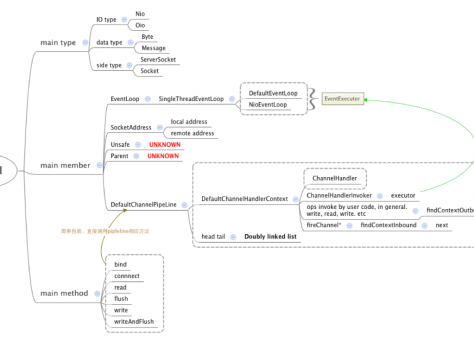 IO type
Nio
Oio
main type
data type
Byte
Message
side type
ServerSocket
Socket
EventLoop
SingleThreadEventLoop
DefaultEventLoop
NioEventLoop
EventExecuter
SocketAddress
local address
remote address
Unsafe
UNKNOWN
main member
Parent
UNKNOWN
DefaultChannelPipeLine
DefaultChannelHandlerContext
ChannelHandler
ChannelHandlerInvoker
executor
ops invoke by user code, in general.
write, read, write. etc
findContextOutbo
fireChannel*
findContextInbound
next
head tail
Doubly linked list
main method
bind
connnect
read
flush
write
writeAndFlush